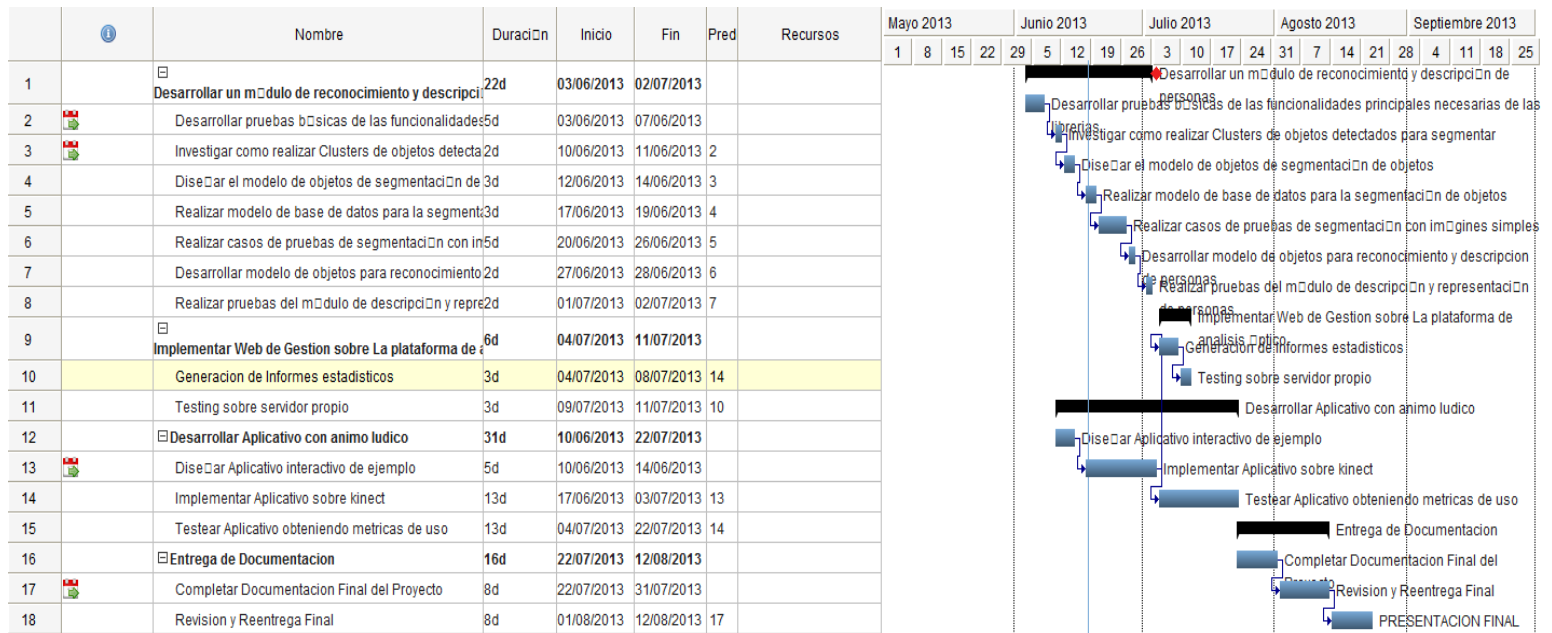 Nombre Duraci□n Inicio Fin Pred Recursos
Mayo 2013 Junio 2013 Julio 2013 Agosto 2013 Septiembre 2013
1 8 15 22 29 5 12 19 26 3 10 17 24 31 7 14 21 28 4 11 18 25
1 Desarrollar un m□dulo de reconocimiento y descripci 22d 03/06/2013 02/07/2013
2 Desarrollar pruebas b□sicas de las funcionalidades 5d 03/06/2013 07/06/2013
3 Investigar como realizar Clusters de objetos detecta 2d 10/06/2013 11/06/2013 2
4 Dise□ar el modelo de objetos de segmentaci□n de 3d 12/06/2013 14/06/2013 3
5 Realizar modelo de base de datos para la segment 3d 17/06/2013 19/06/2013 4
6 Realizar casos de pruebas de segmentaci□n con im 5d 20/06/2013 26/06/2013 5
7 Desarrollar modelo de objetos para reconocimiento 2d 27/06/2013 28/06/2013 6
8 Realizar pruebas del m□dulo de descripci□n y repre 2d 01/07/2013 02/07/2013 7
9 Implementar Web de Gestion sobre La plataforma de a 6d 04/07/2013 11/07/2013
10 Generacion de Informes estadisticos 3d 04/07/2013 08/07/2013 14
11 Testing sobre servidor propio 3d 09/07/2013 11/07/2013 10
12 Desarrollar Aplicativo con animo ludico 31d 10/06/2013 22/07/2013
13 Dise□ar Aplicativo interactivo de ejemplo 5d 10/06/2013 14/06/2013
14 Implementar Aplicativo sobre kinect 13d 17/06/2013 03/07/2013 13
15 Testear Aplicativo obteniendo metricas de uso 13d 04/07/2013 22/07/2013 14
16 Entrega de Documentacion 16d 22/07/2013 12/08/2013
17 Completar Documentacion Final del Proyecto 8d 22/07/2013 31/07/2013
18 Revision y Reentrega Final 8d 01/08/2013 12/08/2013 17
Desarrollar un m□dulo de reconocimiento y descripci□n de
personas
Desarrollar pruebas b□sicas de las funcionalidades principales necesarias de las
librerias
Investigar como realizar Clusters de objetos detectados para segmentar
Dise□ar el modelo de objetos de segmentaci□n de objetos
Realizar modelo de base de datos para la segmentaci□n de objetos
Realizar casos de pruebas de segmentaci□n con im□gines simples
Desarrollar modelo de objetos para reconocimiento y descripcion
de personas
Realizar pruebas del m□dulo de descripci□n y representaci□n
de personas
Implementar Web de Gestion sobre La plataforma de
analisis □ptico
Generacion de Informes estadisticos
Testing sobre servidor propio
Desarrollar Aplicativo con animo ludico
Dise□ar Aplicativo interactivo de ejemplo
Implementar Aplicativo sobre kinect
Testear Aplicativo obteniendo metricas de uso
Entrega de Documentacion
Completar Documentacion Final del
Proyecto
Revision y Reentrega Final
PRESENTACION FINAL